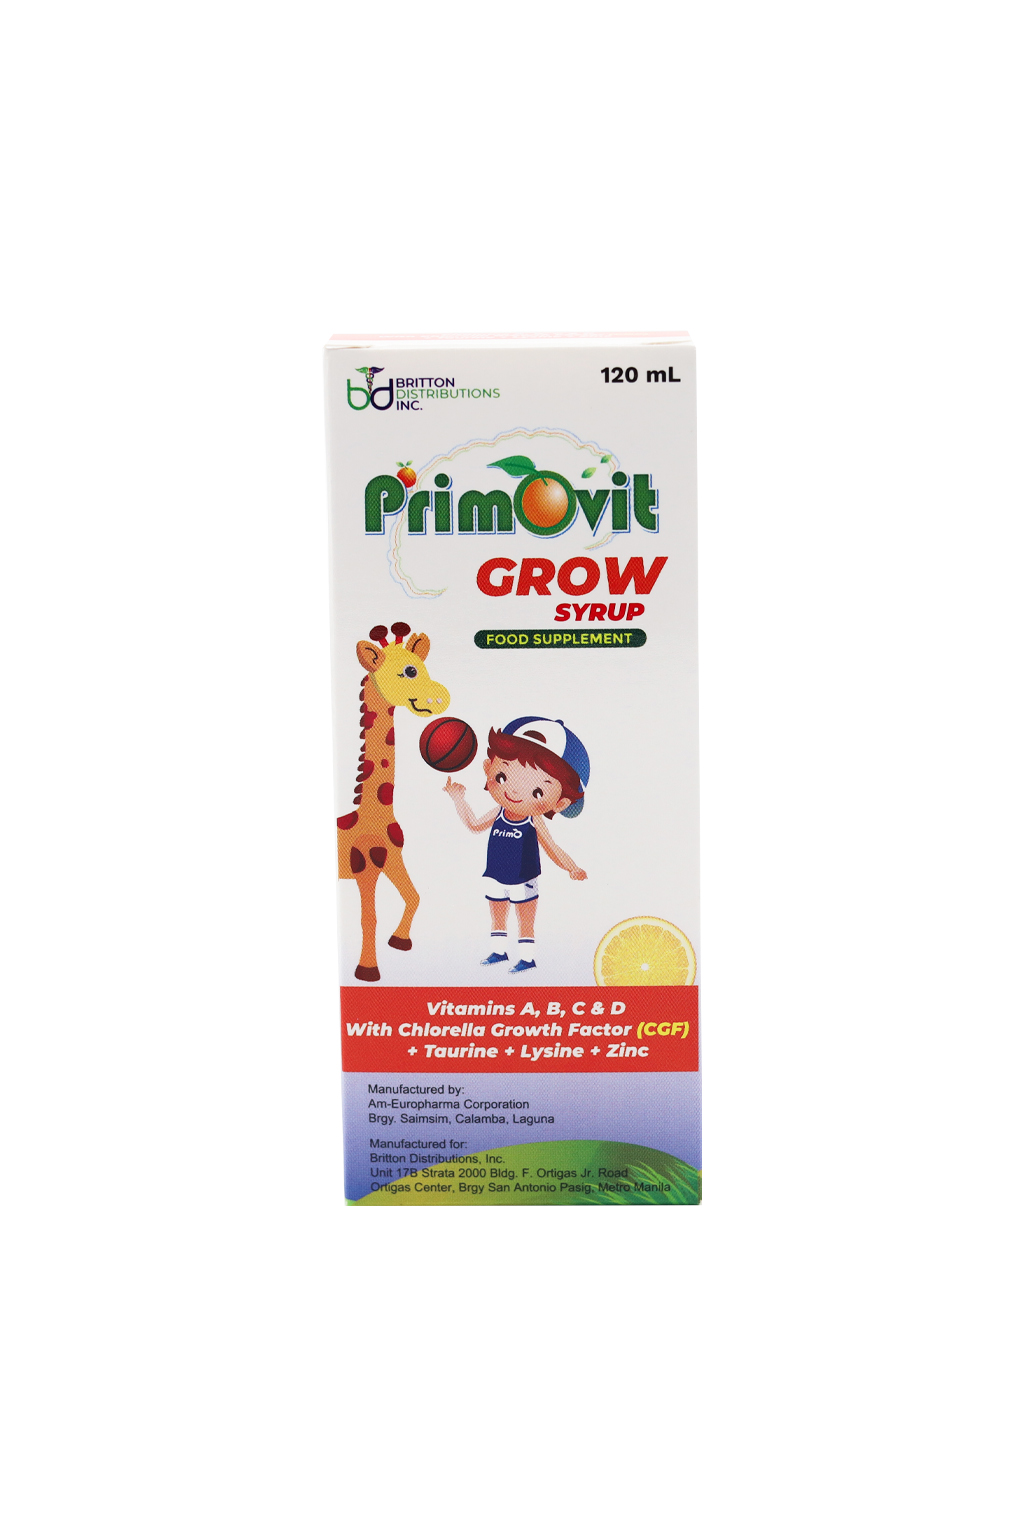 BRITTON
DISTRIBUTIONS
INC.
120 mL
PrimOvit
GROW
SYRUP
FOOD SUPPLEMENT
PrimO
Vitamins A, B, C & D
With Chlorella Growth Factor (CGF)
+ Taurine + Lysine + Zinc
Manufactured by:
Am-Europharma Corporation
Brgy. Saimsim, Calamba, Laguna
Manufactured for:
Britton Distributions, Inc.
Unit 17B Strata 2000 Bldg. F. Ortigas Jr. Road
Ortigas Center, Brgy San Antonio Pasig, Metro Manila